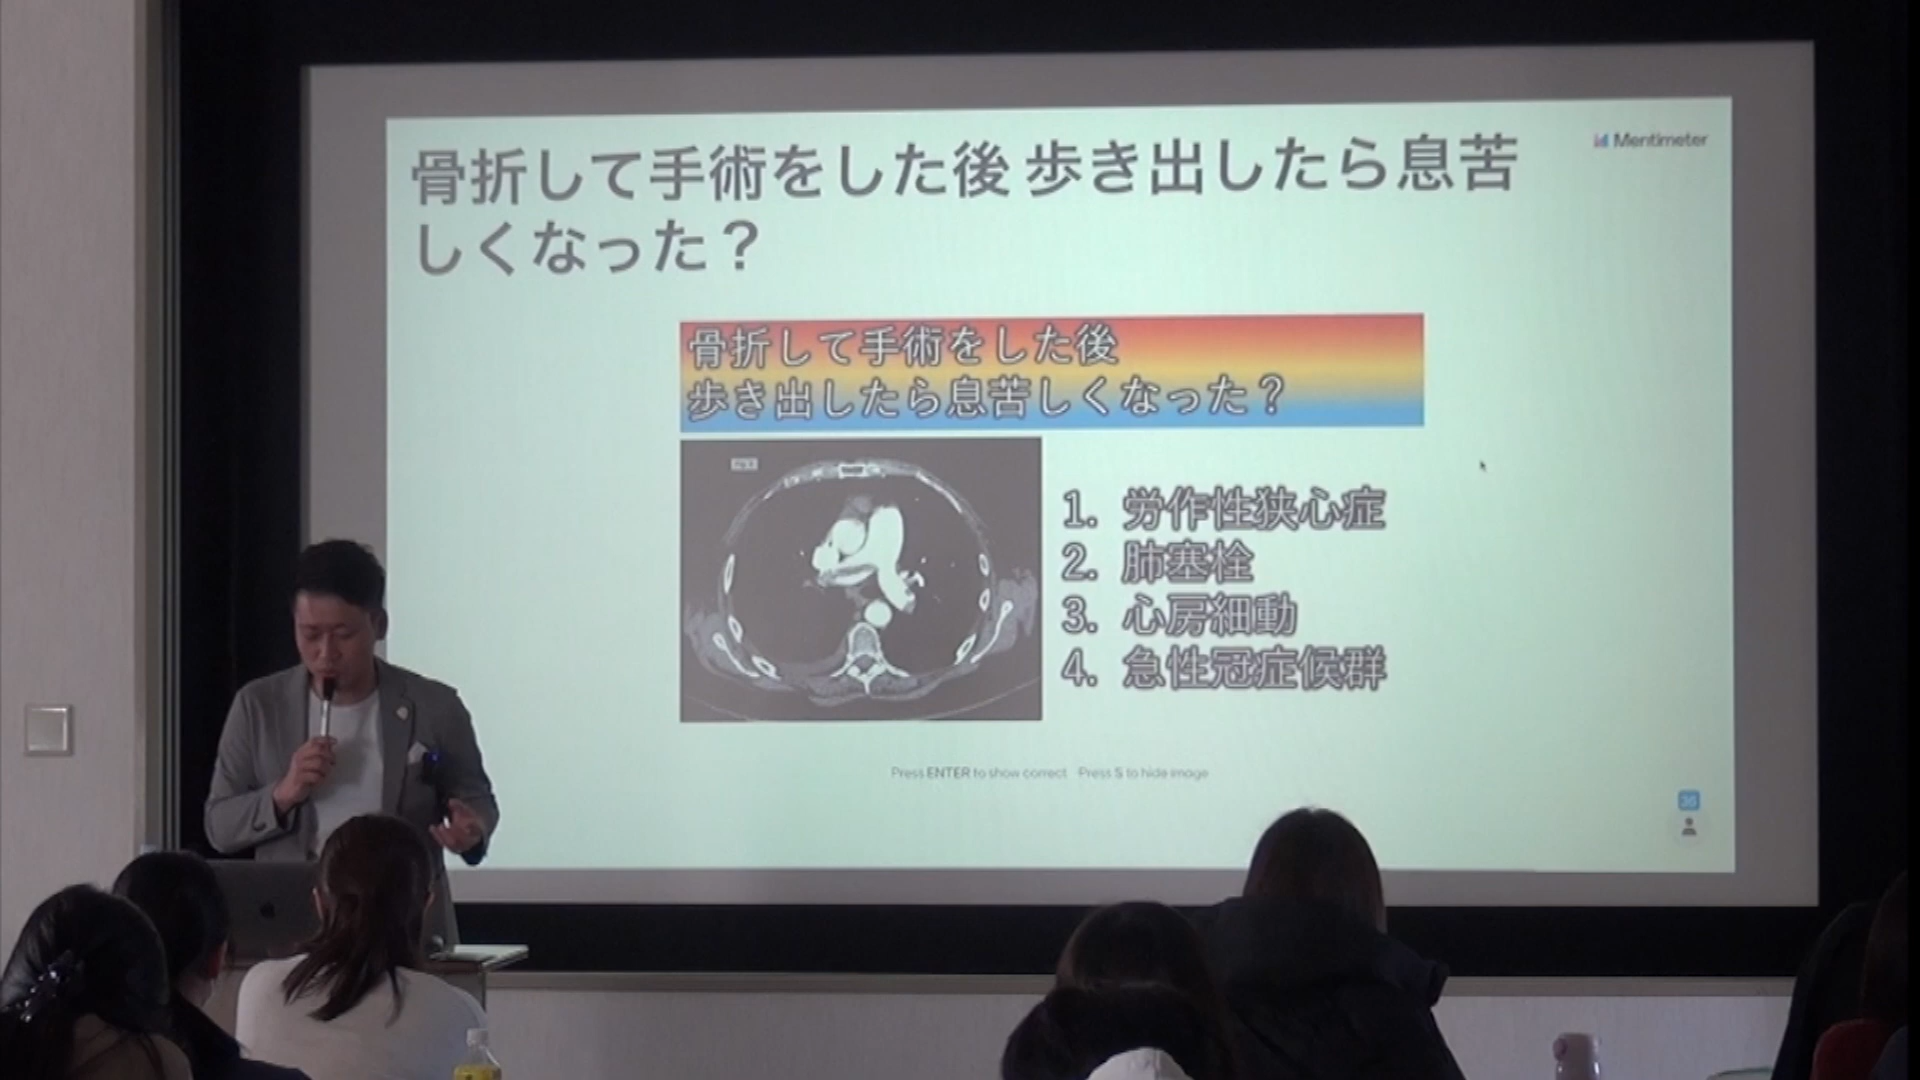 骨折して手術をした後 歩き出したら息苦
しくなった？
Mentimeter
骨折して手術をした後
歩き出したら息苦しくなった？
1. 労作性狭心症
2. 肺塞栓
3. 心房細動
4. 急性冠症候群
Press ENTER to show correct Press S to hide image